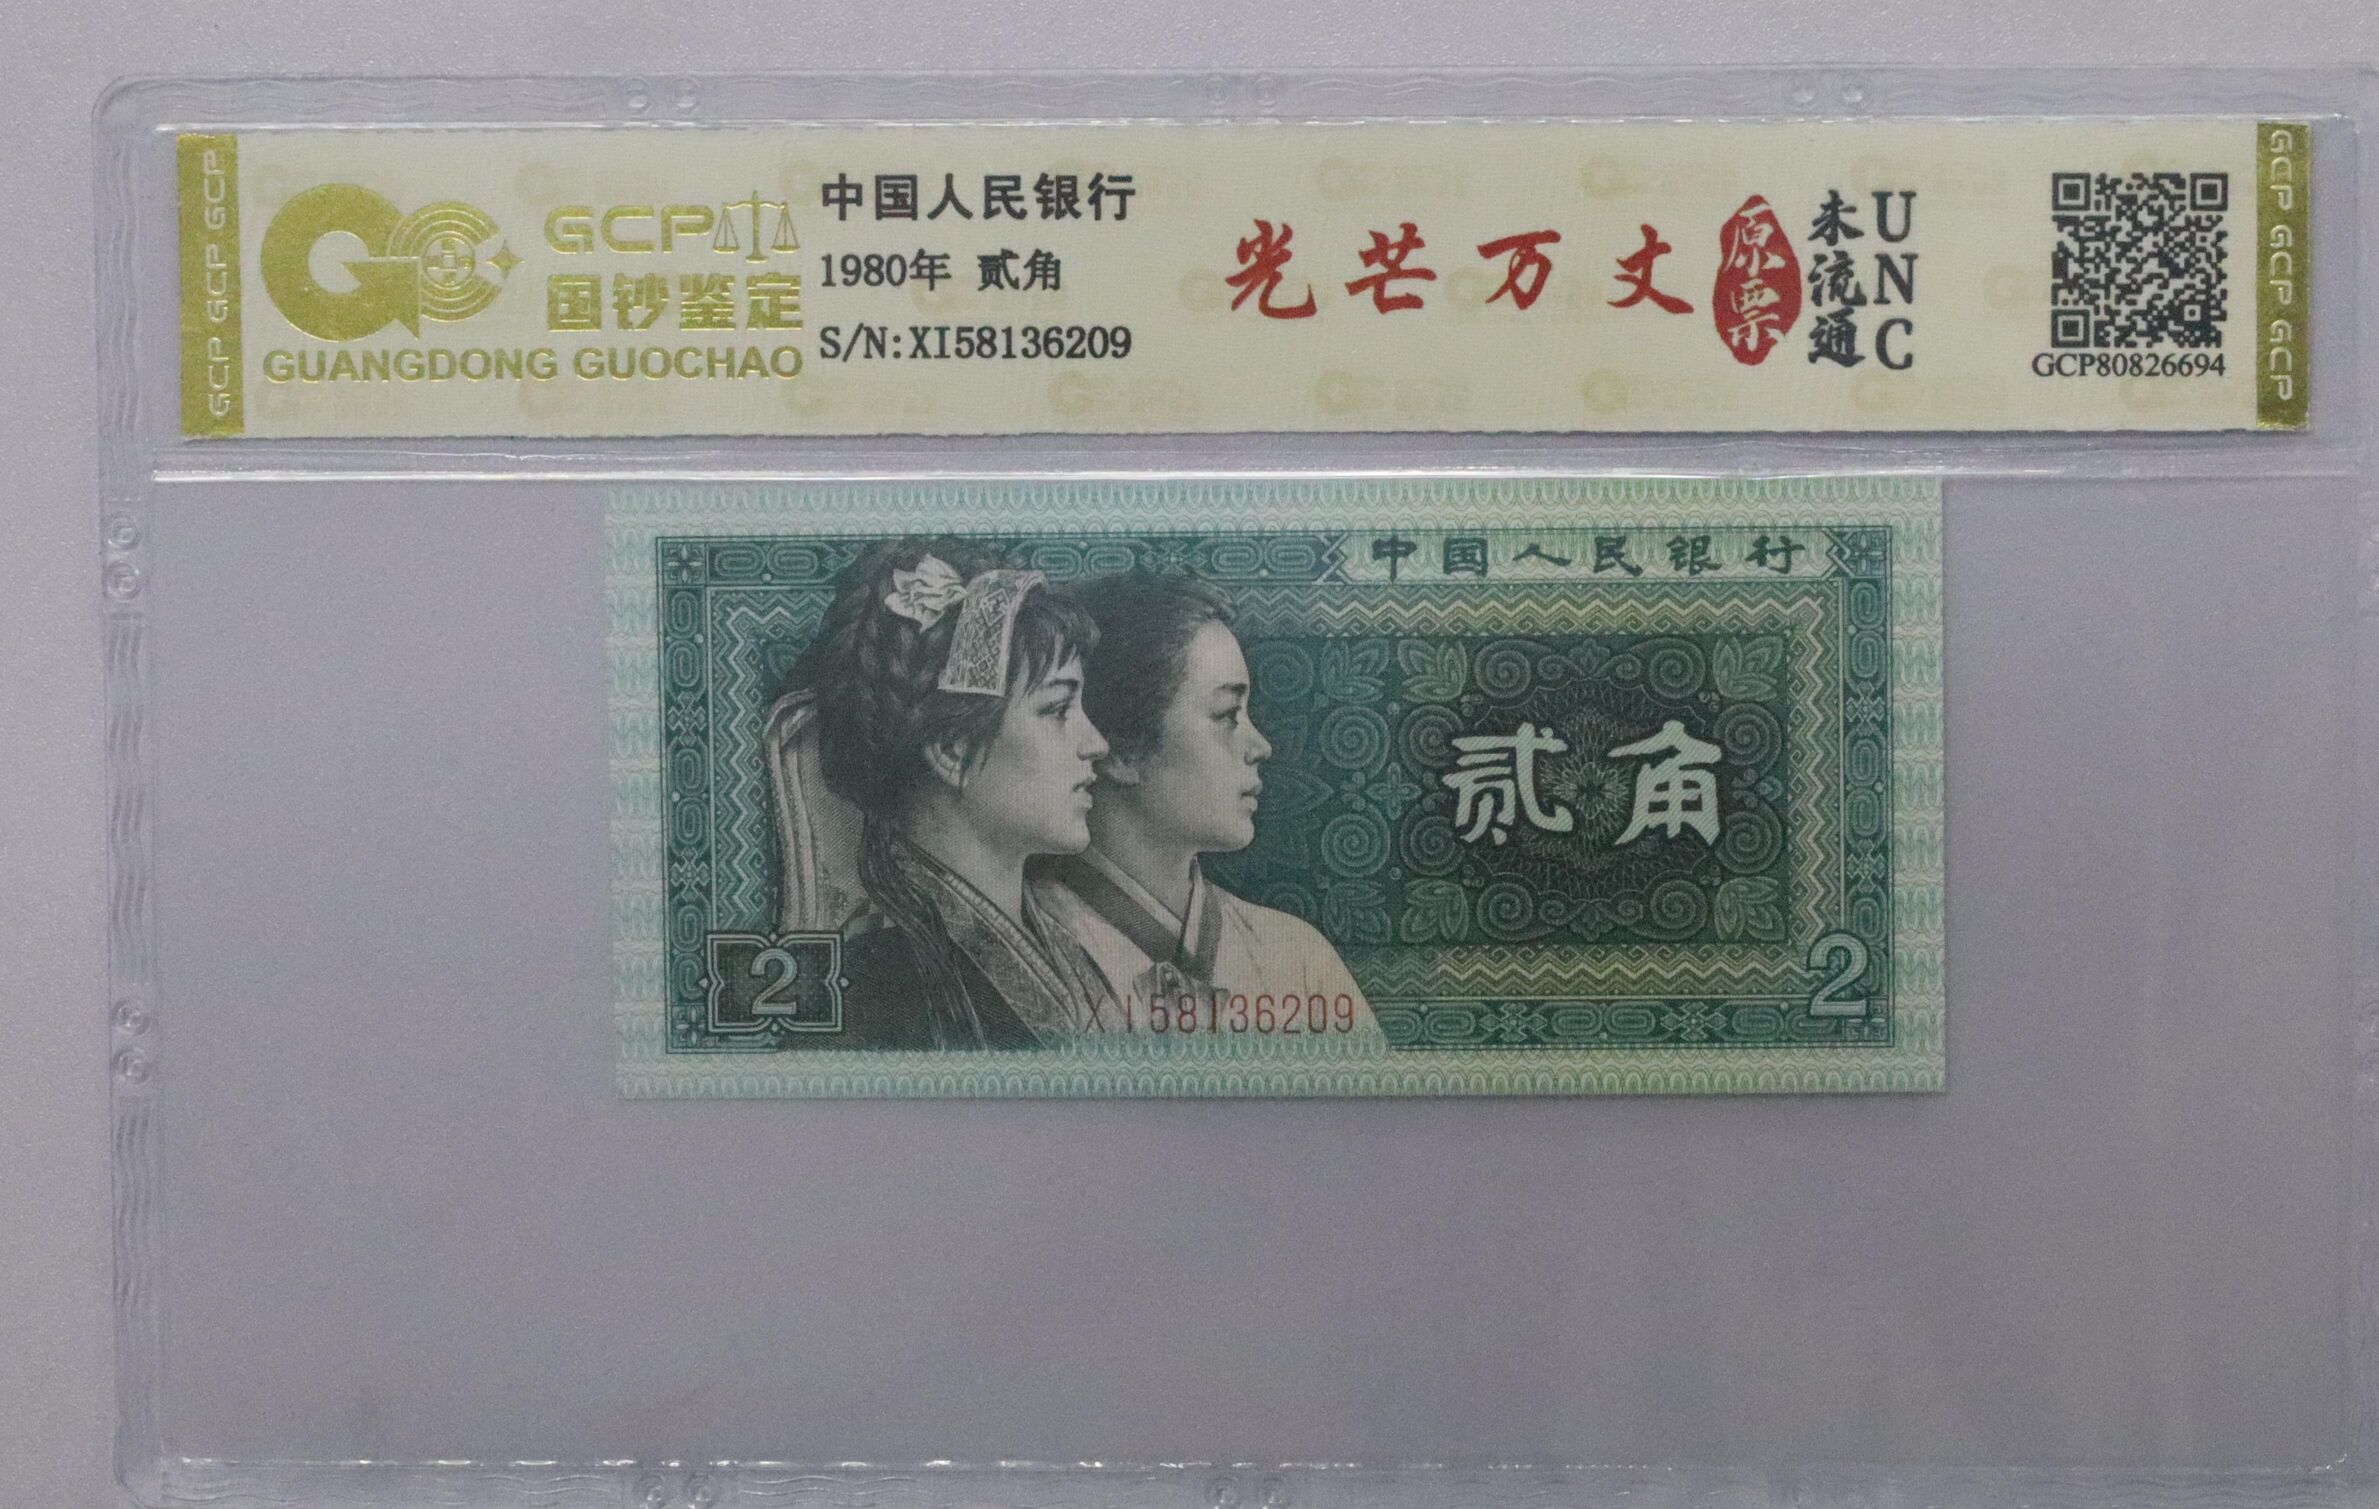 GCP GCP GCP
GCP
国钞鉴定
GUANGDONG GUOCHAO
中国人民银行
1980年 贰角
S/N:XI58136209
光芒万丈
原票
未流通
UNC
GCP80826694
GCP GCP GCP
中国人民银行
贰角
2
2
XI58136209